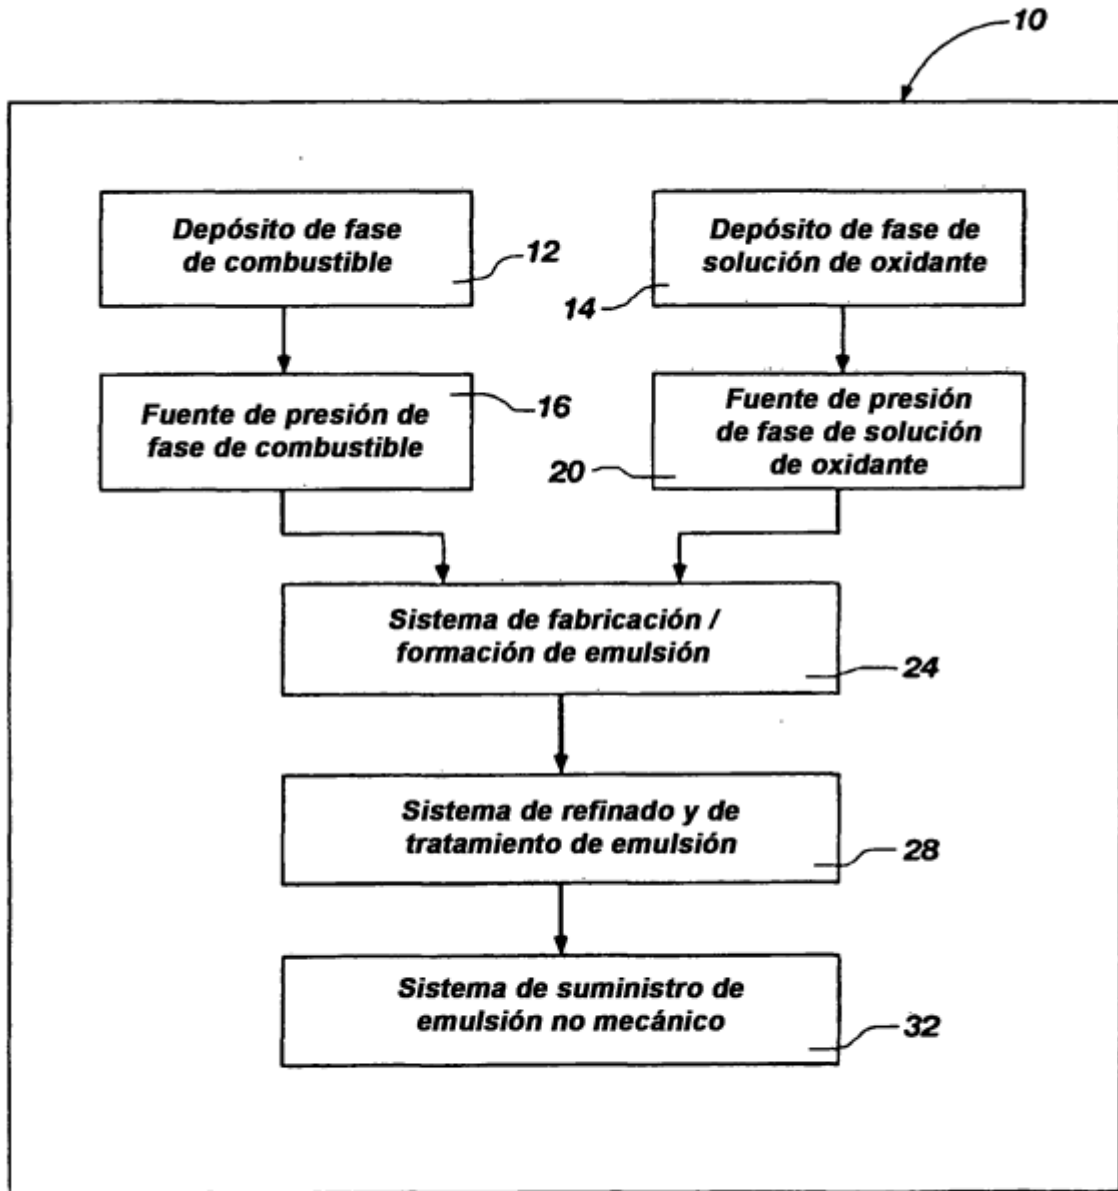 10
Depósito de fase
de combustible
12
Depósito de fase de
solución de oxidante
14
Fuente de presión de
fase de combustible
16
Fuente de presión
de fase de solución
de oxidante
20
Sistema de fabricación /
formación de emulsión
24
Sistema de refinado y de
tratamiento de emulsión
28
Sistema de suministro de
emulsión no mecánico
32